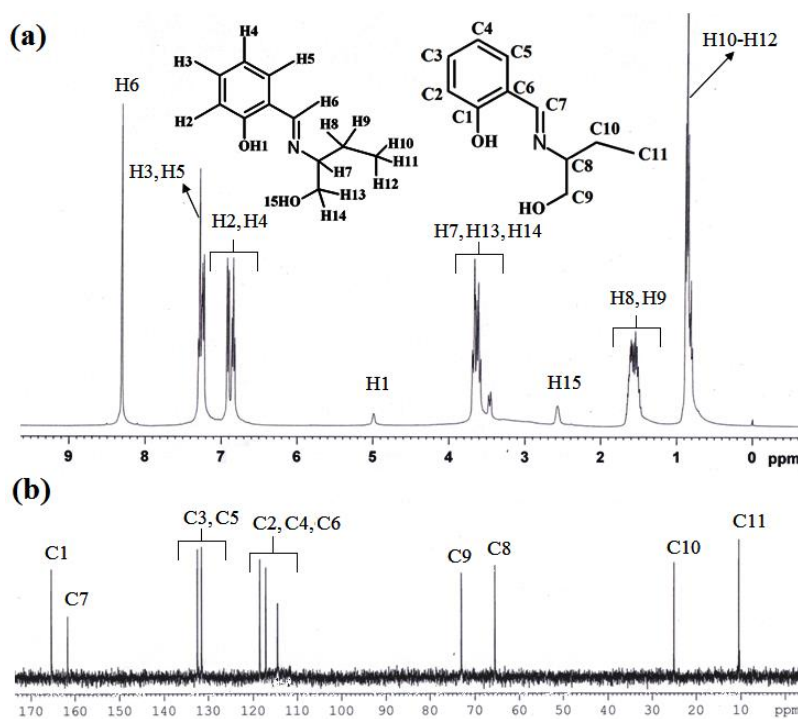 (a)
H4
H3
H5
H2
H6
OH1
N
H8
H9
H10
H11
H12
H7
15HO
H13
H14
C4
C3
C5
C2
C6
C1
C7
OH
N
C10
C11
C8
C9
HO
H6
H3, H5
H2, H4
H1
H7, H13, H14
H15
H8, H9
H10-H12
9 8 7 6 5 4 3 2 1 0 ppm
(b)
C1
C7
C3, C5
C2, C4, C6
C9
C8
C10
C11
170 160 150 140 130 120 110 100 90 80 70 60 50 40 30 20 10 ppm